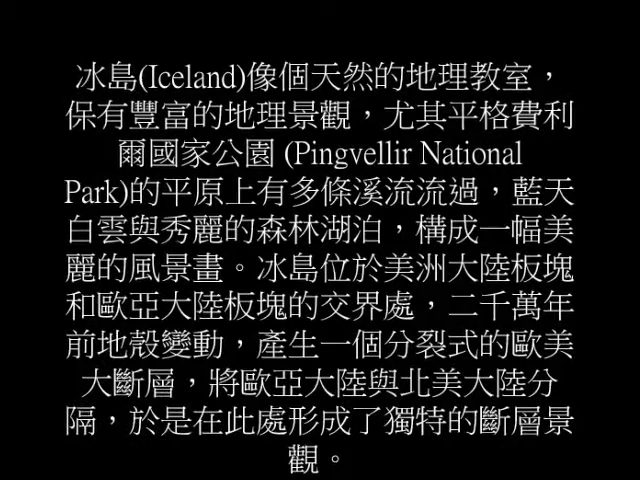 冰島(Iceland)像個天然的地理教室，
保有豐富的地理景觀，尤其平格費利
爾國家公園 (Pingvellir National
Park)的平原上有多條溪流流過，藍天
白雲與秀麗的森林湖泊，構成一幅美
麗的風景畫。冰島位於美洲大陸板塊
和歐亞大陸板塊的交界處，二千萬年
前地殼變動，產生一個分裂式的歐美
大斷層，將歐亞大陸與北美大陸分
隔，於是在此處形成了獨特的斷層景
觀。